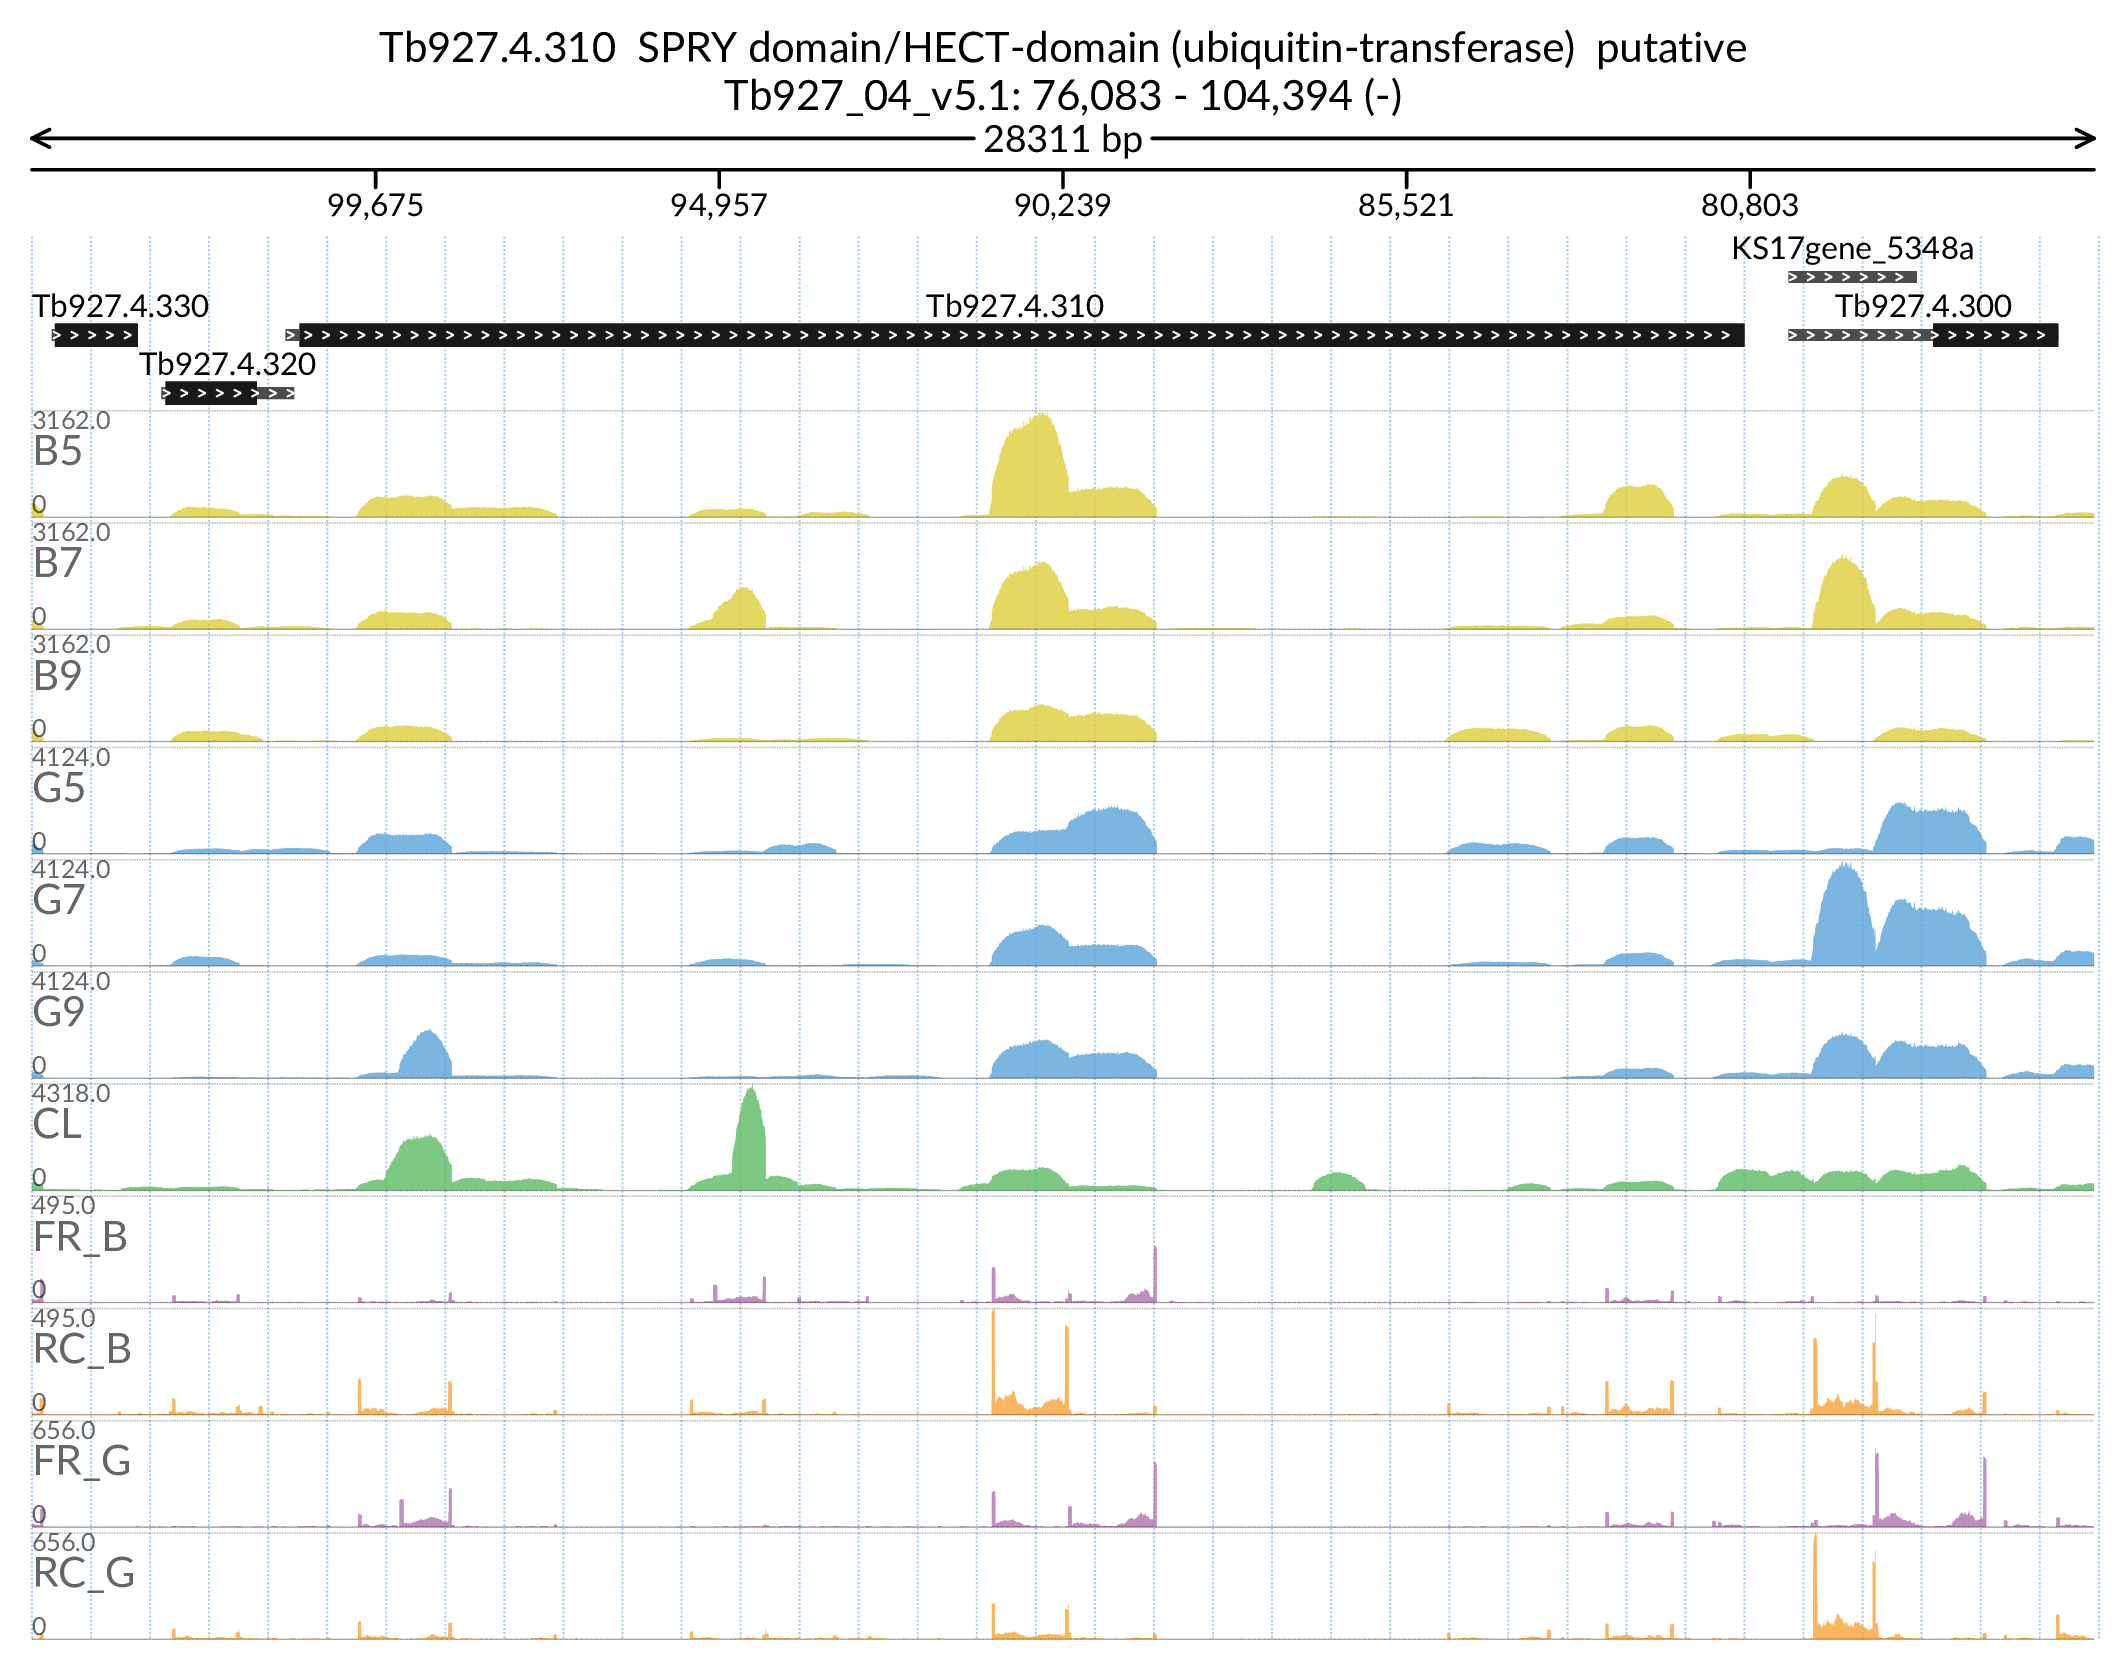 Tb927.4.310 SPRY domain/HECT-domain (ubiquitin-transferase) putative
Tb927_04_v5.1: 76,083 - 104,394 (-)
28311 bp
99,675 94,957 90,239 85,521 80,803
KS17gene_5348a
Tb927.4.330 Tb927.4.310 Tb927.4.300
Tb927.4.320
3162.0
B5
0
3162.0
B7
0
3162.0
B9
0
4124.0
G5
0
4124.0
G7
0
4124.0
G9
0
4318.0
CL
0
495.0
FR_B
0
495.0
RC_B
0
656.0
FR_G
0
656.0
RC_G
0